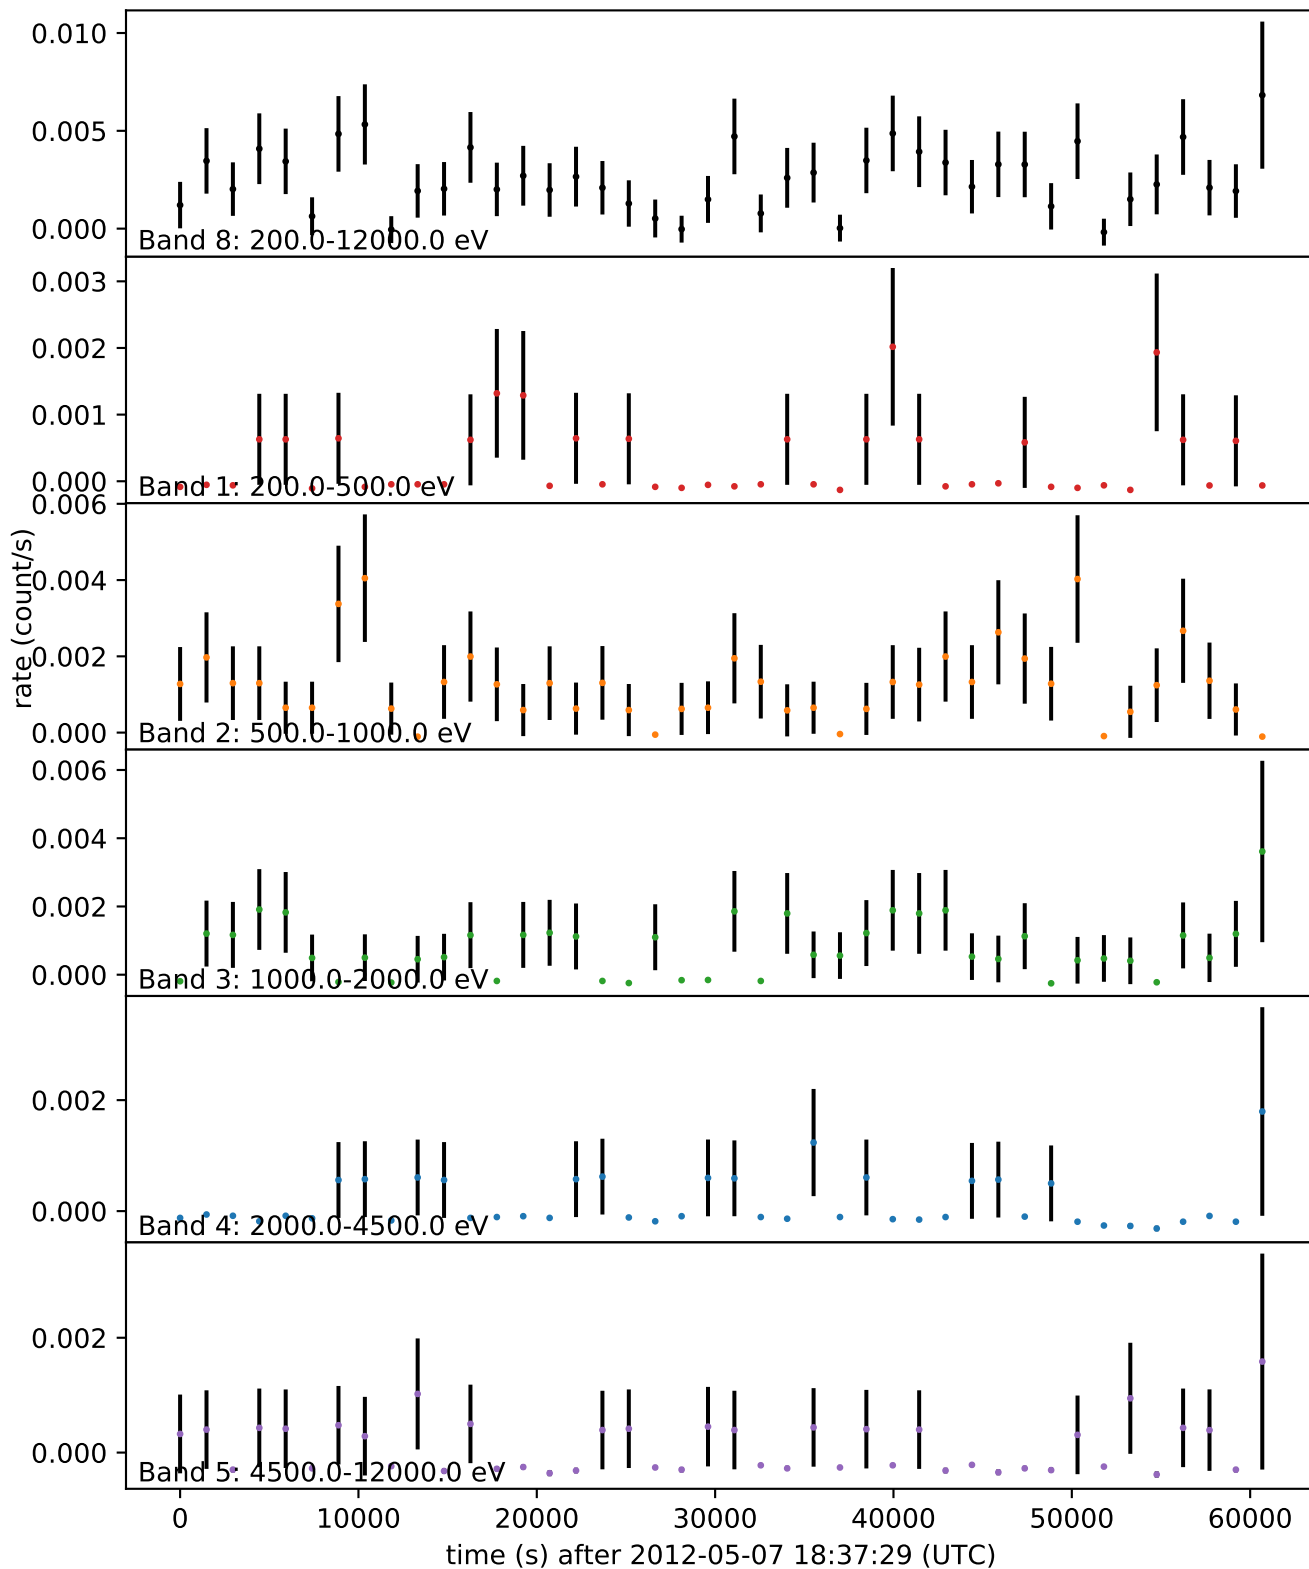 0.010
0.005
0.000
Band 8: 200.0-12000.0 eV
0.003
0.002
0.001
0.000
Band 1: 200.0-500.0 eV
0.006
0.004
0.002
0.000
Band 2: 500.0-1000.0 eV
rate (count/s)
0.006
0.004
0.002
0.000
Band 3: 1000.0-2000.0 eV
0.002
0.000
Band 4: 2000.0-4500.0 eV
0.002
0.000
Band 5: 4500.0-12000.0 eV
0 10000 20000 30000 40000 50000 60000
time (s) after 2012-05-07 18:37:29 (UTC)